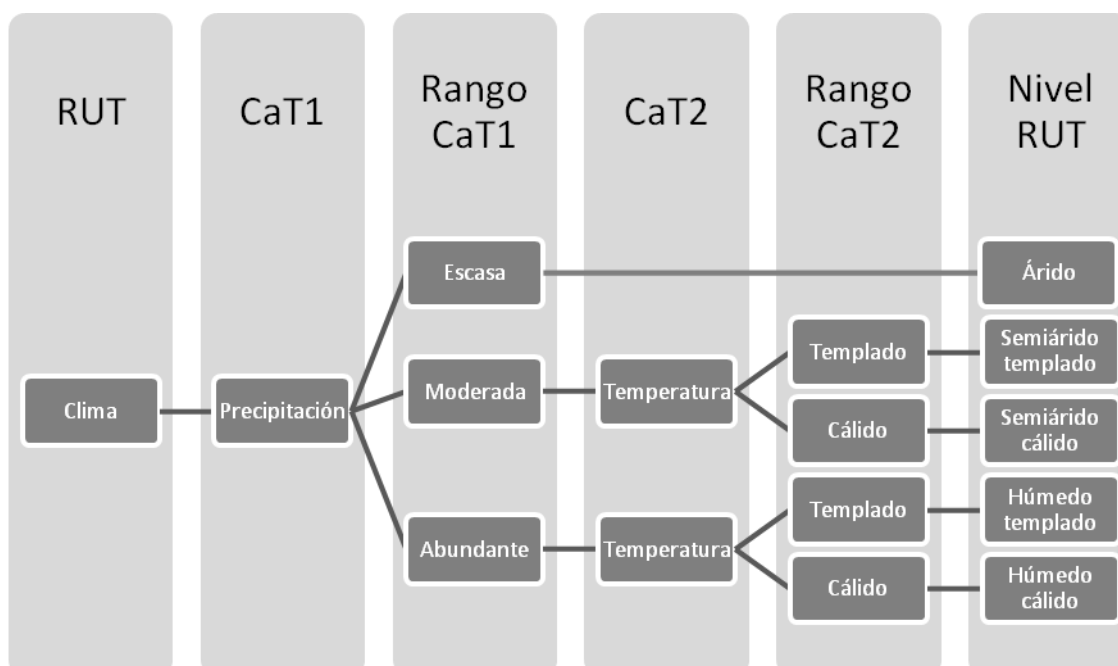 RUT
CaT1
Rango
CaT1
CaT2
Rango
CaT2
Nivel
RUT
Escasa
Árido
Templado
Semiárido
templado
Clima
Precipitación
Moderada
Temperatura
Cálido
Semiárido
cálido
Templado
Húmedo
templado
Abundante
Temperatura
Cálido
Húmedo
cálido